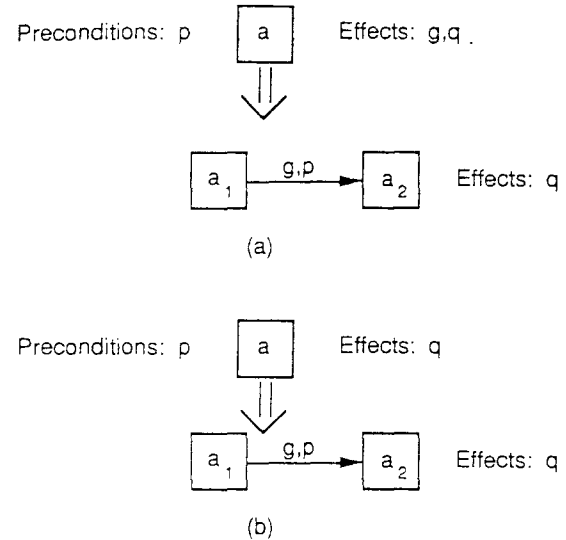 Preconditions: p a Effects: g,q .
g,p
a1 a2 Effects: q
(a)
Preconditions: p a Effects: q
g,p
a1 a2 Effects: q
(b)